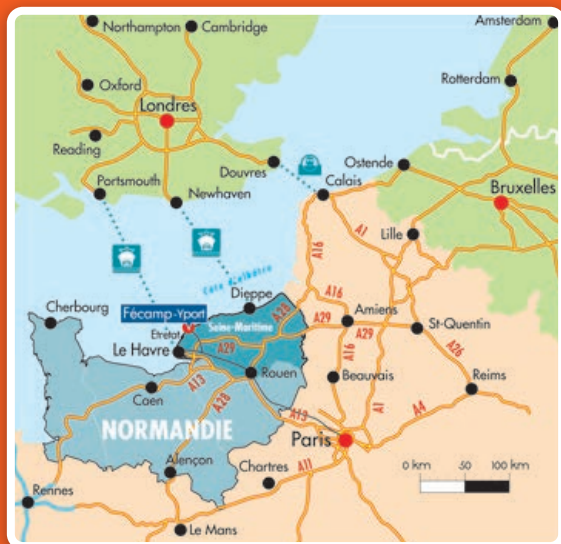 Northampton
Cambridge
Amsterdam
Oxford
Rotterdam
Londres
Reading
Douvres
Ostende
Portsmouth
Newhaven
Calais
Bruxelles
Lille
A1
A16
Côte d'Albâtre
Cherbourg
Dieppe
Fécamp-Yport
A28
A16
Amiens
Etretat
Seine-Maritime
A29
A29
St-Quentin
Le Havre
A29
A26
A13
Rouen
A16
Beauvais
Reims
Caen
A28
A1
A4
NORMANDIE
A13
Paris
Alençon
Chartres
A11
0 km
50
100 km
Rennes
Le Mans